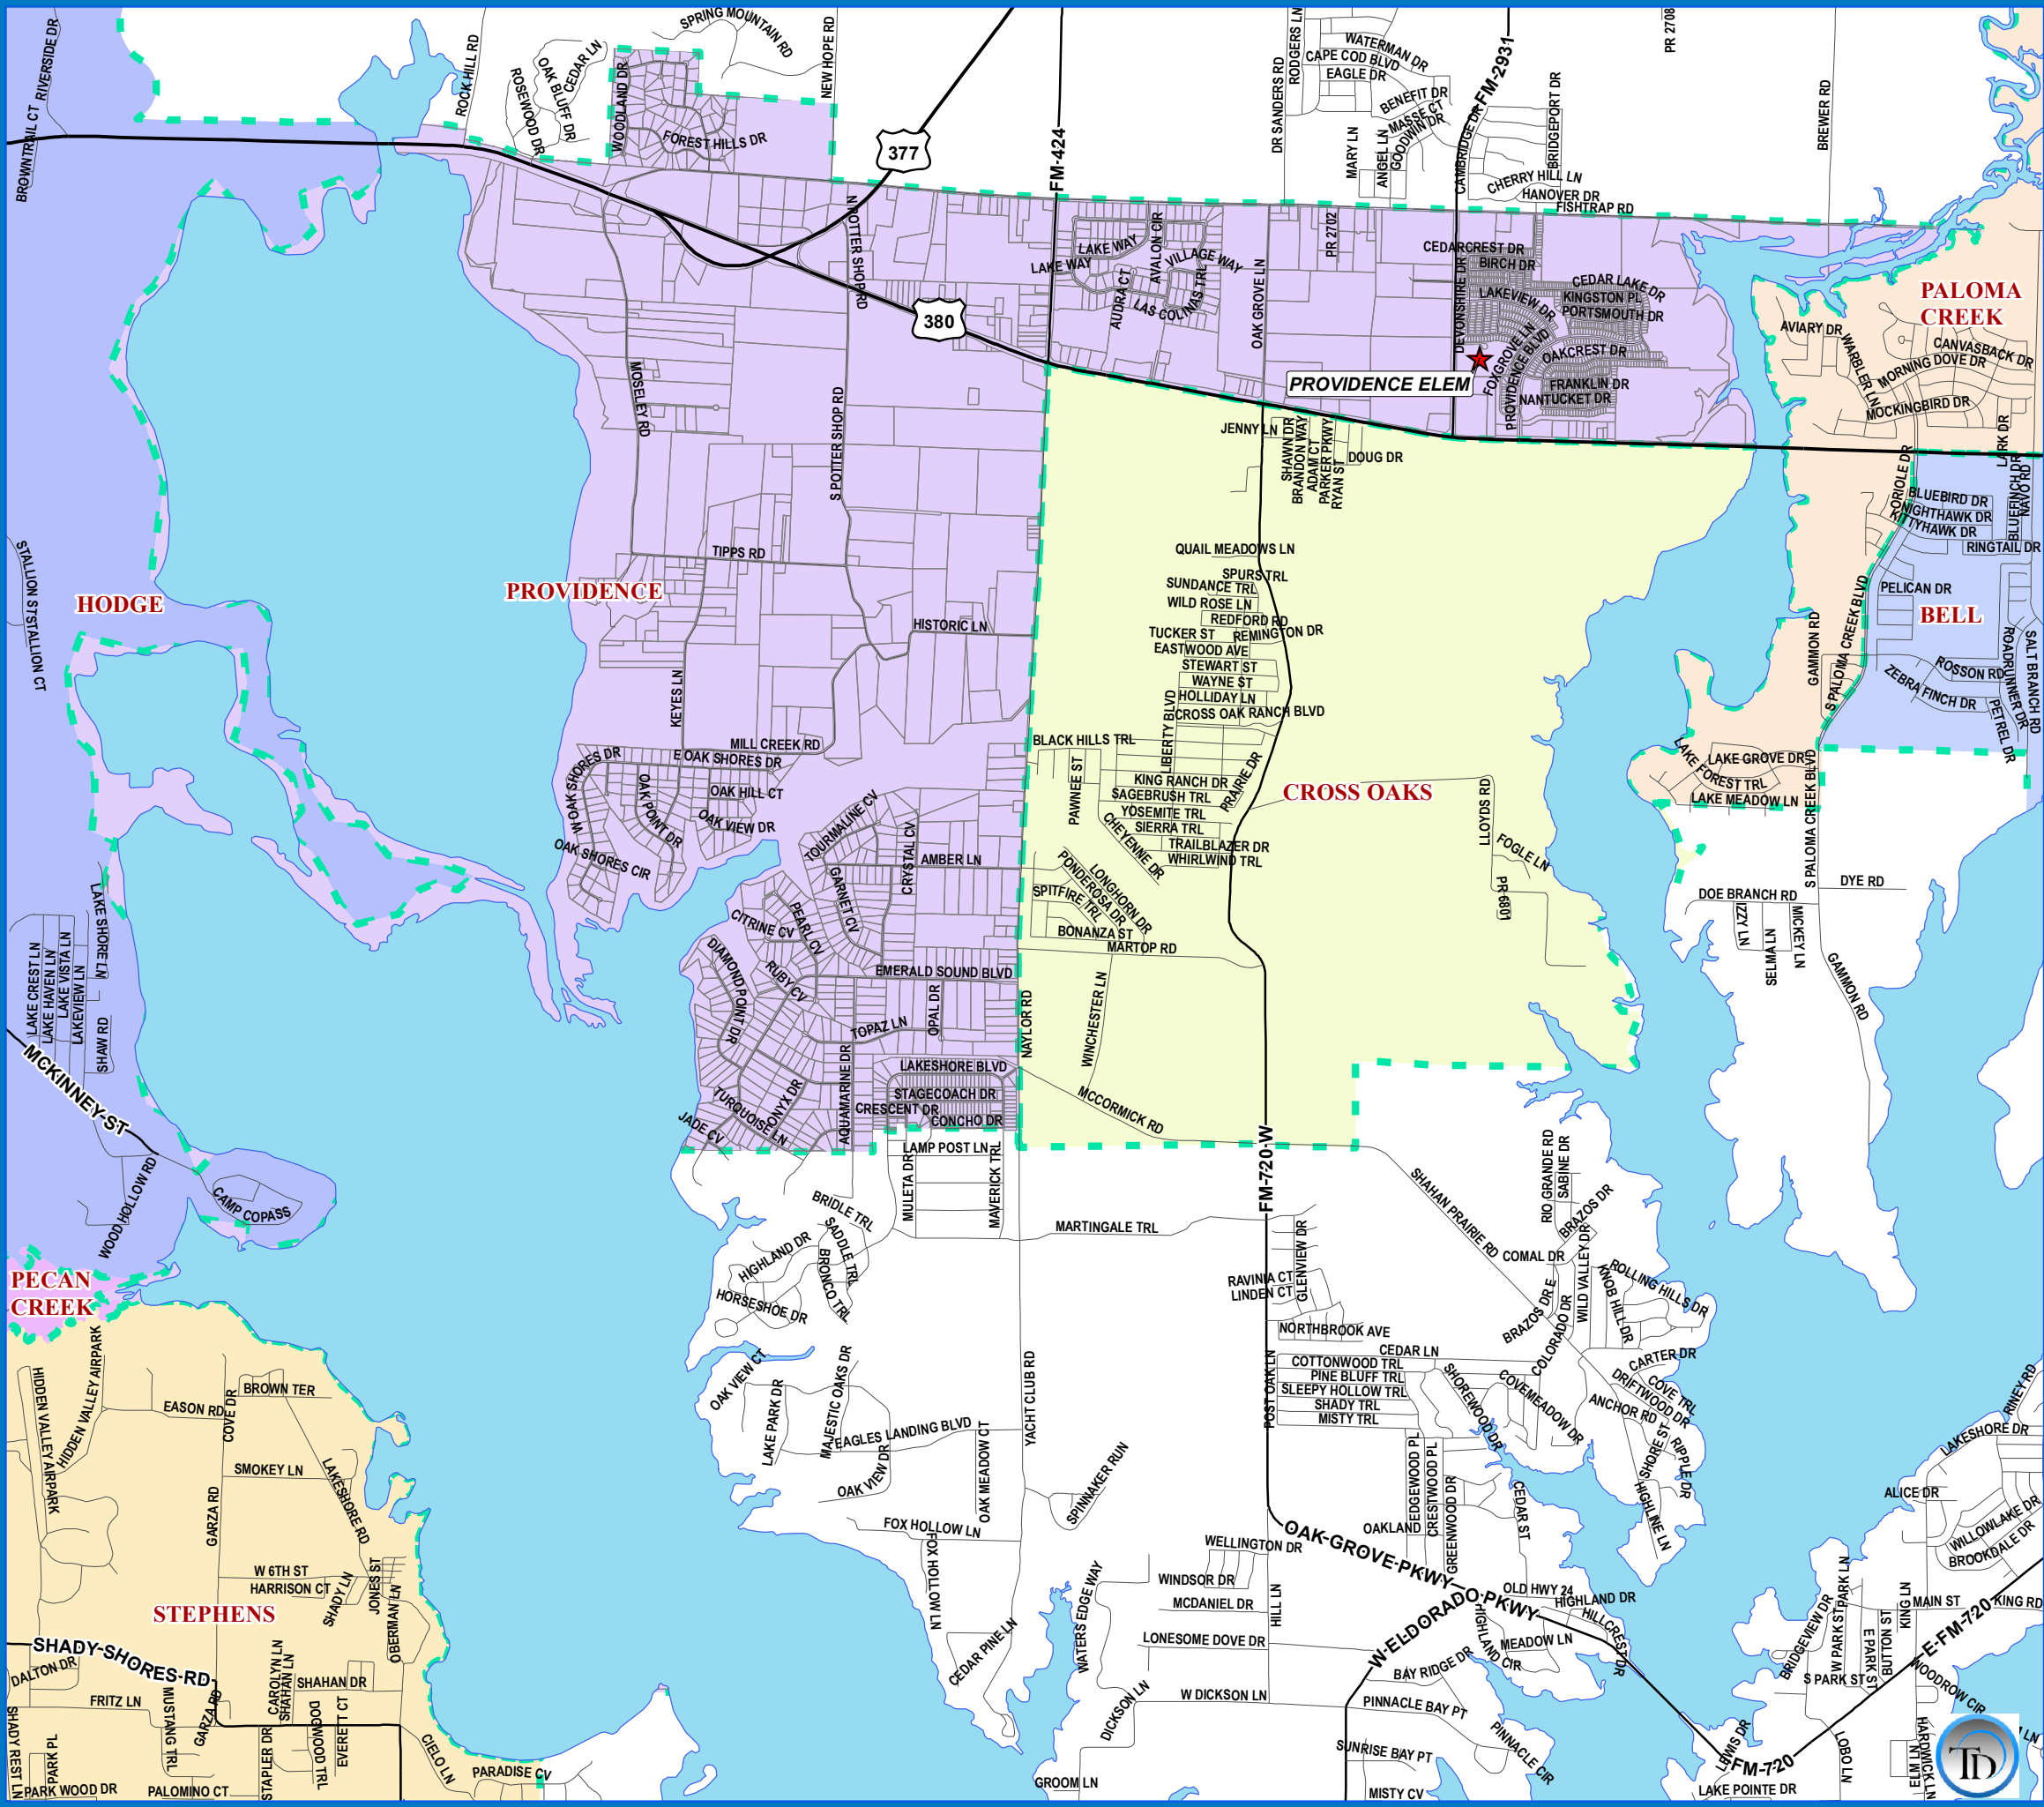 SPRING MOUNTAIN RD
NEW HOPE RD
RIVERSIDE DR
BROWNTRAIL CT
ROCK HILL RD
ROSEWOOD DR
OAK BLUFF DR
CEDAR LN
WOODLAND DR
FOREST HILLS DR
377
FM-424
DR SANDERS RD
RODGERS LN
WATERMAN DR
CAPE COD BLVD
EAGLE DR
BENEFIT DR
MASSE CT
GOODWIN DR
MARY LN
ANGEL LN
FM-2931
CAMBRIDGE DR
BRIDGEPORT DR
CHERRY HILL LN
HANOVER DR
FISHTRAP RD
PR 2708
BREWER RD
N POTTER SHOP RD
LAKE WAY
LAKE WAY
AVALON CIR
VILLAGE WAY
AUDRA CT
LAS COLINAS TRL
OAK GROVE LN
PR 2702
CEDARCREST DR
BIRCH DR
CEDAR LAKE DR
LAKEVIEW DR
KINGSTON PL
PORTSMOUTH DR
DEVONSHIRE DR
FOXGROVE LN
PROVIDENCE BLVD
OAKCREST DR
FRANKLIN DR
NANTUCKET DR
PROVIDENCE ELEM
380
PALOMA
CREEK
AVIARY DR
WARBLER LN
CANVASBACK DR
MORNING DOVE DR
MOCKINGBIRD DR
LARK DR
MOSELEY RD
S POTTER SHOP RD
JENNY LN
SHAWN DR
BRANDON WAY
ADAM CT
PARKER PKWY
RYAN ST
DOUG DR
ORIOLE DR
BLUEBIRD DR
NIGHTHAWK DR
KITTYHAWK DR
BLUEFINCH DR
NAVO RD
RINGTAIL DR
PELICAN DR
BELL
STALLION ST
STALLION CT
HODGE
PROVIDENCE
TIPPS RD
HISTORIC LN
KEYES LN
MILL CREEK RD
QUAIL MEADOWS LN
SPURS TRL
SUNDANCE TRL
WILD ROSE LN
REDFORD RD
TUCKER ST
REMINGTON DR
EASTWOOD AVE
STEWART ST
WAYNE ST
HOLLIDAY LN
CROSS OAK RANCH BLVD
LIBERTY BLVD
BLACK HILLS TRL
PAWNEE ST
KING RANCH DR
SAGEBRUSH TRL
YOSEMITE TRL
SIERRA TRL
TRAILBLAZER DR
WHIRLWIND TRL
PRAIRIE DR
CHEYENNE DR
CROSS OAKS
LLOYDS RD
FOGLE LN
PR 6801
GAMMON RD
S PALOMA CREEK BLVD
ROSSON RD
ZEBRA FINCH DR
ROADRUNNER DR
PETREL DR
SALT BRANCH RD
LAKE GROVE DR
LAKE FOREST TRL
LAKE MEADOW LN
S PALOMA CREEK BLVD
DYE RD
DOE BRANCH RD
IZZY LN
SELMA LN
MICKEY LN
GAMMON RD
W OAK SHORES DR
E OAK SHORES DR
OAK HILL CT
OAK POINT DR
OAK VIEW DR
OAK SHORES CIR
TOURMALINE CV
CRYSTAL CV
AMBER LN
GARNET CV
PEARL CV
CITRINE CV
RUBY CV
DIAMOND POINT DR
EMERALD SOUND BLVD
OPAL DR
TOPAZ LN
NAYLOR RD
LONGHORN DR
PONDEROSA DR
SPITFIRE TRL
BONANZA ST
MARTOP RD
WINCHESTER LN
MCCORMICK RD
LAKESHORE BLVD
STAGECOACH DR
CRESCENT DR
CONCHO DR
AQUAMARINE DR
ONYX DR
TURQUOISE LN
JADE CV
LAKE SHORE LN
LAKE CREST LN
LAKE HAVEN LN
LAKE VISTA LN
LAKEVIEW LN
SHAW RD
MCKINNEY ST
WOOD HOLLOW RD
CAMP COPASS
PECAN
CREEK
LAMP POST LN
MULETA DR
MAVERICK TRL
BRIDLE TRL
SADDLE TRL
BRONCO TRL
HIGHLAND DR
HORSESHOE DR
MARTINGALE TRL
FM-720 W
SHAHAN PRAIRIE RD
RIO GRANDE RD
SABINE DR
BRAZOS DR
COMAL DR
WILD VALLEY DR
KNOB HILL DR
ROLLING HILLS DR
BRAZOS DR E
COLORADO DR
GLENVIEW DR
RAVINIA CT
LINDEN CT
NORTHBROOK AVE
CEDAR LN
COTTONWOOD TRL
PINE BLUFF TRL
SLEEPY HOLLOW TRL
SHADY TRL
MISTY TRL
POST OAK LN
SHOREWOOD DR
COVEMEADOW DR
CARTER DR
COVE TRL
DRIFTWOOD DR
ANCHOR RD
SHORE ST
RIPPLE DR
HIGHLINE LN
EDGEWOOD PL
CRESTWOOD PL
GREENWOOD DR
OAKLAND
CEDAR ST
OAK VIEW CT
LAKE PARK DR
MAJESTIC OAKS DR
EAGLES LANDING BLVD
OAK VIEW DR
OAK MEADOW CT
YACHT CLUB RD
SPINNAKER RUN
FOX HOLLOW LN
FOX HOLLOW LN
CEDAR PINE LN
WATERS EDGE WAY
DICKSON LN
GROOM LN
WELLINGTON DR
WINDSOR DR
MCDANIEL DR
LONESOME DOVE DR
W DICKSON LN
HILL LN
OAK GROVE PKWY
W ELDORADO PKWY
O PKWY
OLD HWY 24
HIGHLAND DR
HILLCREST DR
HIGHLAND CIR
MEADOW LN
BAY RIDGE DR
PINNACLE BAY PT
PINNACLE CIR
SUNRISE BAY PT
MISTY CV
HIDDEN VALLEY AIRPARK
HIDDEN VALLEY AIRPARK
EASON RD
COVE DR
BROWN TER
SMOKEY LN
GARZA RD
LAKESHORE RD
W 6TH ST
HARRISON CT
SHADY LN
JONES ST
OBERMAN LN
STEPHENS
SHADY SHORES RD
DALTON DR
FRITZ LN
MUSTANG TRL
GARZA RD
CAROLYN LN
SHAHAN LN
SHAHAN DR
DOGWOOD TRL
EVERETT CT
STAPLER DR
CIELO LN
PARADISE CV
SHADY REST LN
PARK PL
PARK WOOD DR
PALOMINO CT
RINEY RD
LAKESHORE DR
ALICE DR
WILLOWLAKE DR
BROOKDALE DR
PARK LN
W PARK ST
BRIDGEVIEW DR
S PARK ST
E PARK ST
BUTTON ST
KING LN
MAIN ST
KING RD
E FM-720
WOODROW CIR
LEWIS DR
FM-720
LAKE POINTE DR
LOBO LN
ELM LN
HARDWICK LN
LN
TD